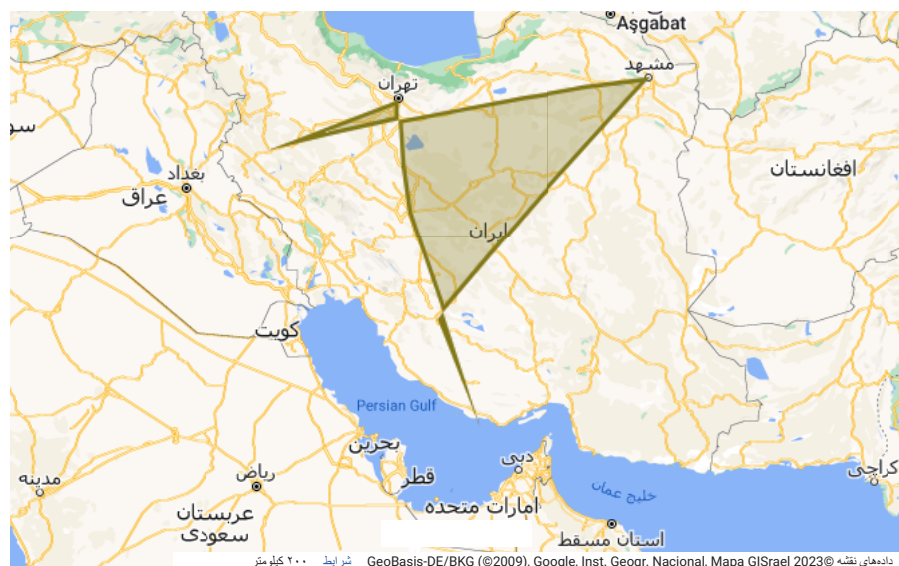 Aşgabat
مشهد
تهران
سو
افغانستان
بغداد
عراق
ایران
کویت
Persian Gulf
بحرین
دبی
کراچی
ریاض
قطر
مدینه
خلیج عمان
امارات متحده
عربستان
سعودی
استان مسقط
داده‌های نقشه ©2023 GeoBasis-DE/BKG (©2009), Google, Inst. Geogr. Nacional, Mapa GISrael شرایط ۲۰۰ کیلومتر